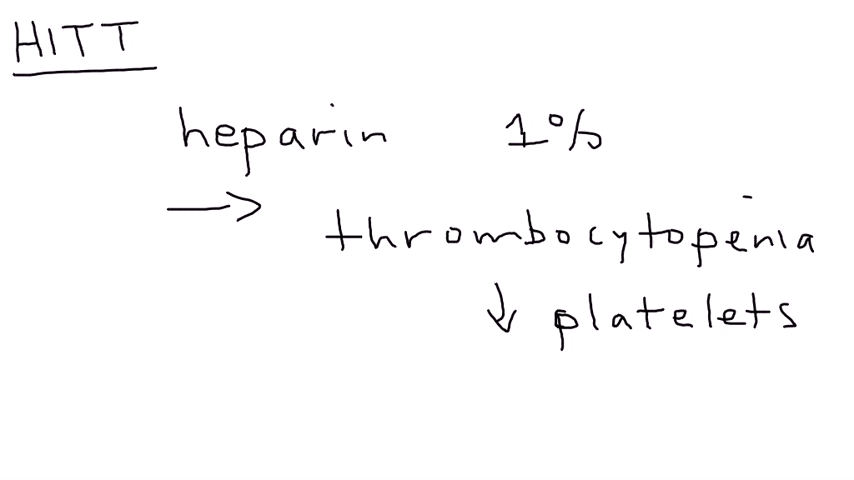 HITT
heparin 1%
→
thrombocytopenia
↓ platelets